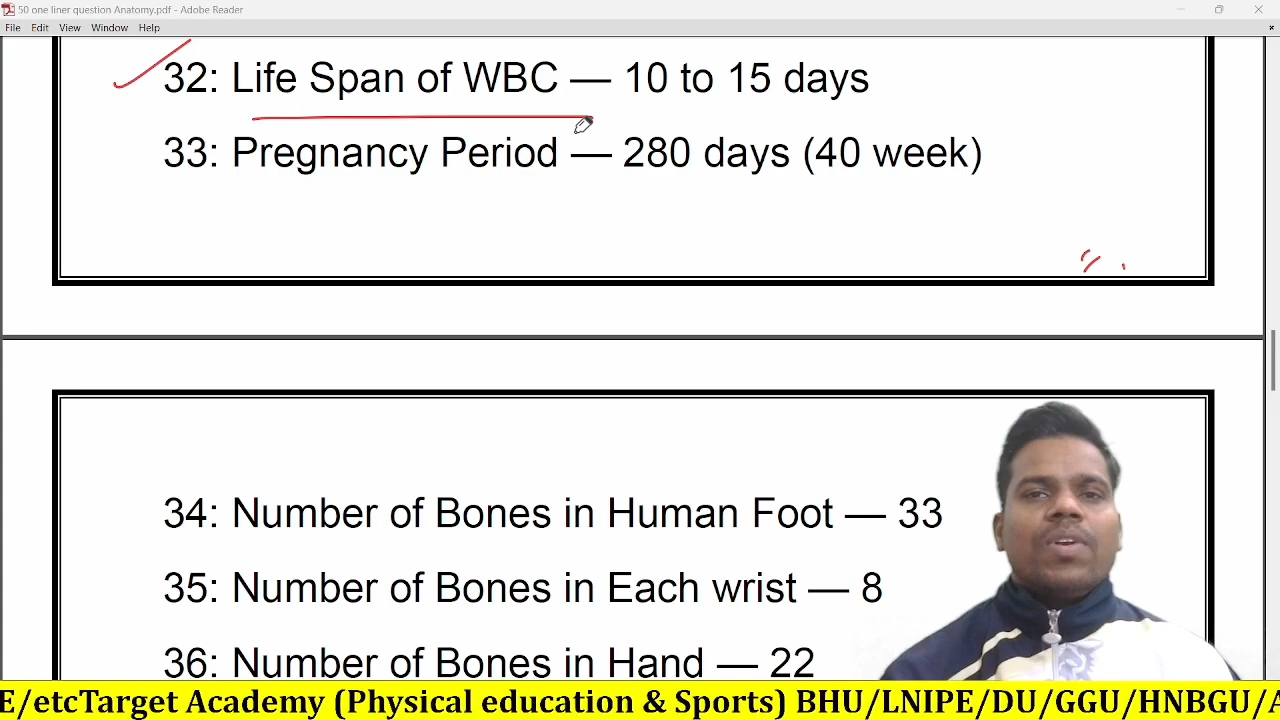 50 one liner question Anatomy.pdf - Adobe Reader
File Edit View Window Help
32: Life Span of WBC — 10 to 15 days
33: Pregnancy Period — 280 days (40 week)
34: Number of Bones in Human Foot — 33
35: Number of Bones in Each wrist — 8
36: Number of Bones in Hand — 22
E/etcTarget Academy (Physical education & Sports) BHU/LNIPE/DU/GGU/HNBGU/A